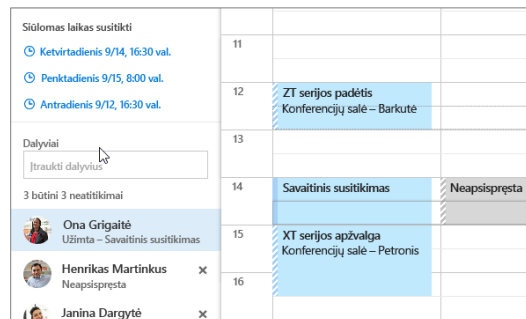 Siūlomas laikas susitikti
Ketvirtadienis 9/14, 16:30 val.
Penktadienis 9/15, 8:00 val.
Antradienis 9/12, 16:30 val.
Dalyviai
Įtraukti dalyvius
3 būtini 3 neatitikimai
Ona Grigaitė
Užimta – Savaitinis susitikimas
Henrikas Martinkus
Neapsispręsta
Janina Dargytė
11
12
ZT serijos padėtis
Konferencijų salė – Barkutė
13
14
Savaitinis susitikimas
Neapsispręsta
15
XT serijos apžvalga
Konferencijų salė – Petronis
16